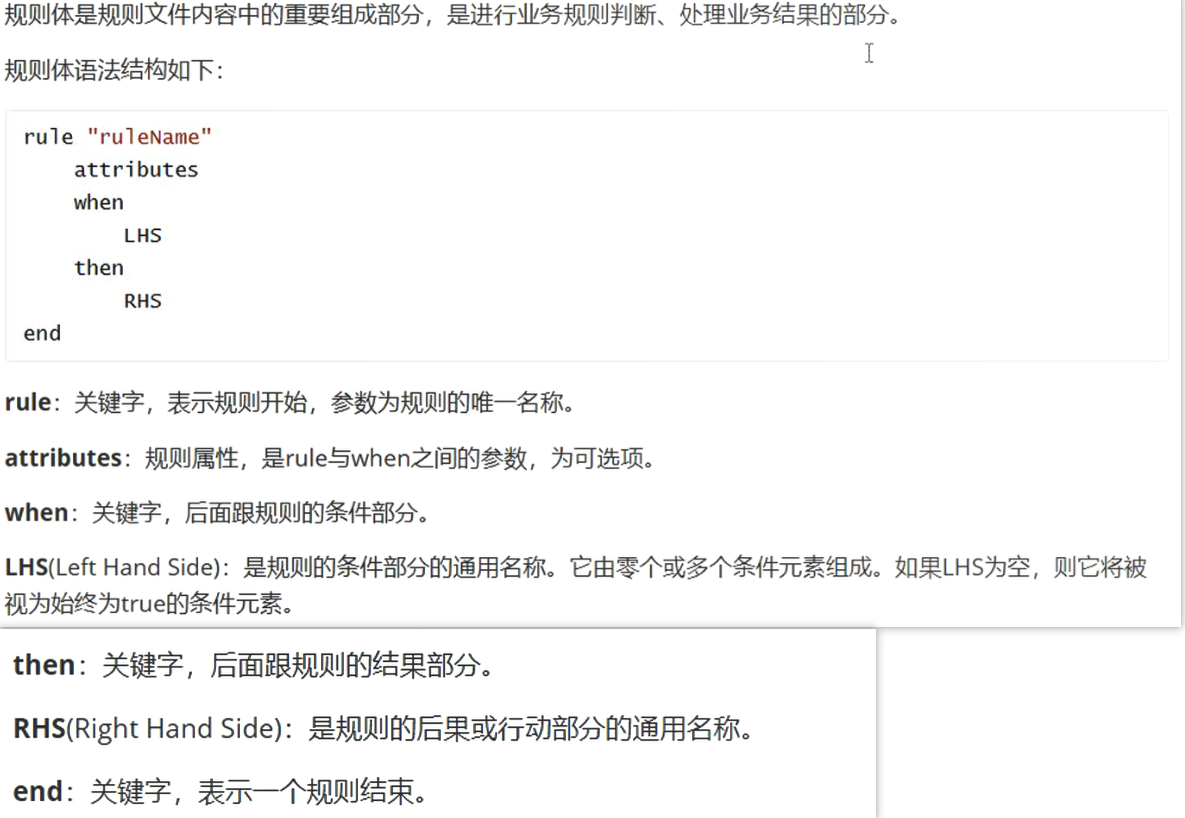 规则体是规则文件内容中的重要组成部分，是进行业务规则判断、处理业务结果的部分。
规则体语法结构如下：
rule "ruleName"
    attributes
    when
        LHS
    then
        RHS
end
rule：关键字，表示规则开始，参数为规则的唯一名称。
attributes：规则属性，是rule与when之间的参数，为可选项。
when：关键字，后面跟规则的条件部分。
LHS(Left Hand Side)：是规则的条件部分的通用名称。它由零个或多个条件元素组成。如果LHS为空，则它将被
视为始终为true的条件元素。
then：关键字，后面跟规则的结果部分。
RHS(Right Hand Side)：是规则的后果或行动部分的通用名称。
end：关键字，表示一个规则结束。